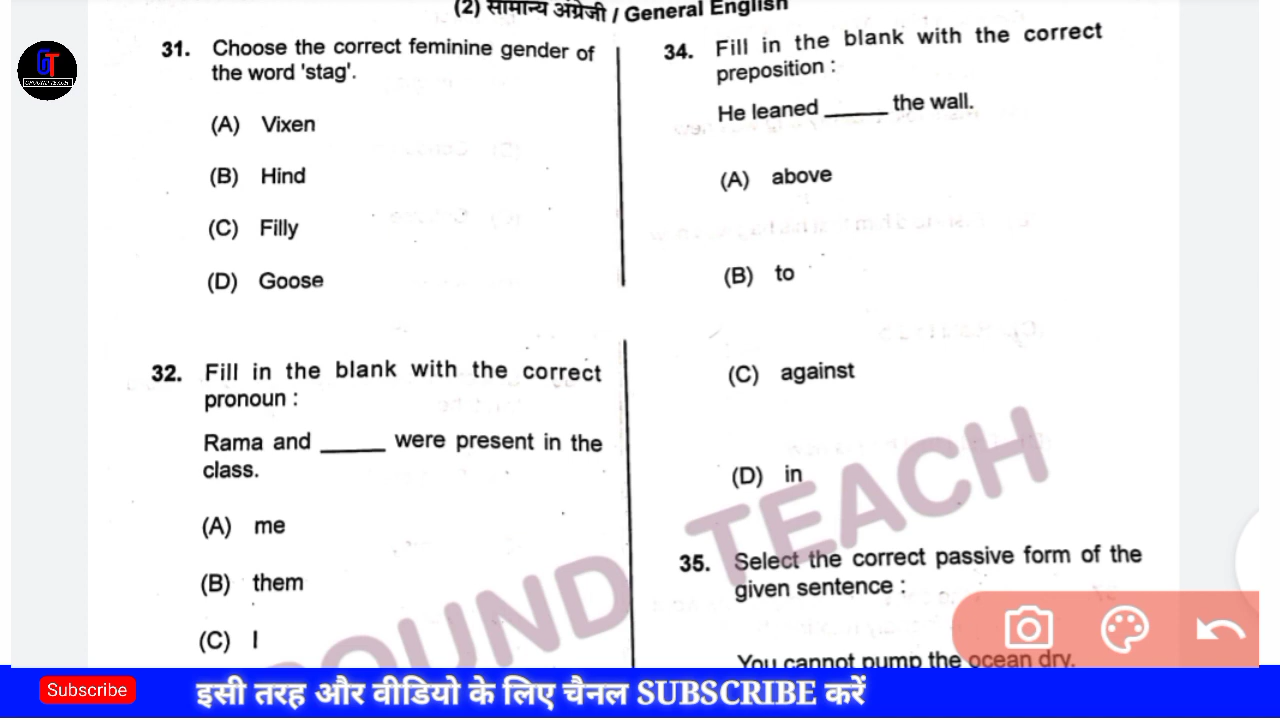 (2) सामान्य अंग्रेजी / General English
31. Choose the correct feminine gender of
the word 'stag'.
(A) Vixen
(B) Hind
(C) Filly
(D) Goose
32. Fill in the blank with the correct
pronoun :
Rama and _____ were present in the
class.
(A) me
(B) them
(C) I
34. Fill in the blank with the correct
preposition :
He leaned _____ the wall.
(A) above
(B) to
(C) against
(D) in
35. Select the correct passive form of the
given sentence :
You cannot pump the ocean dry.
OUND TEACH
GT
Subscribe
इसी तरह और वीडियो के लिए चैनल SUBSCRIBE करें